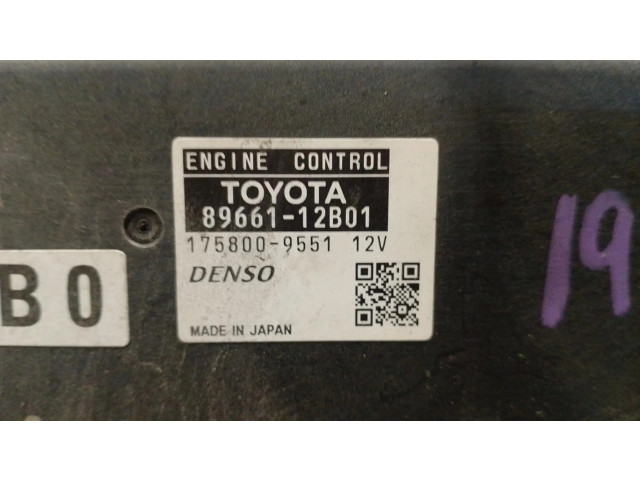 ENGINE CONTROL
TOYOTA
89661-12B01
175800-9551 12V
DENSO
MADE IN JAPAN
B0
19